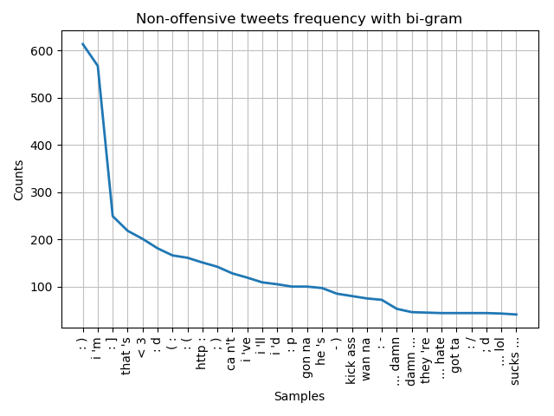 Non-offensive tweets frequency with bi-gram
600
500
400
300
200
100
Counts
: )
i 'm
: ]
that 's
< 3
: d
( :
: (
http :
; )
ca n't
i 've
i 'll
i 'd
: p
gon na
he 's
- )
kick ass
wan na
: -
... damn
damn ...
they 're
... hate
got ta
: /
; d
... lol
sucks ...
Samples